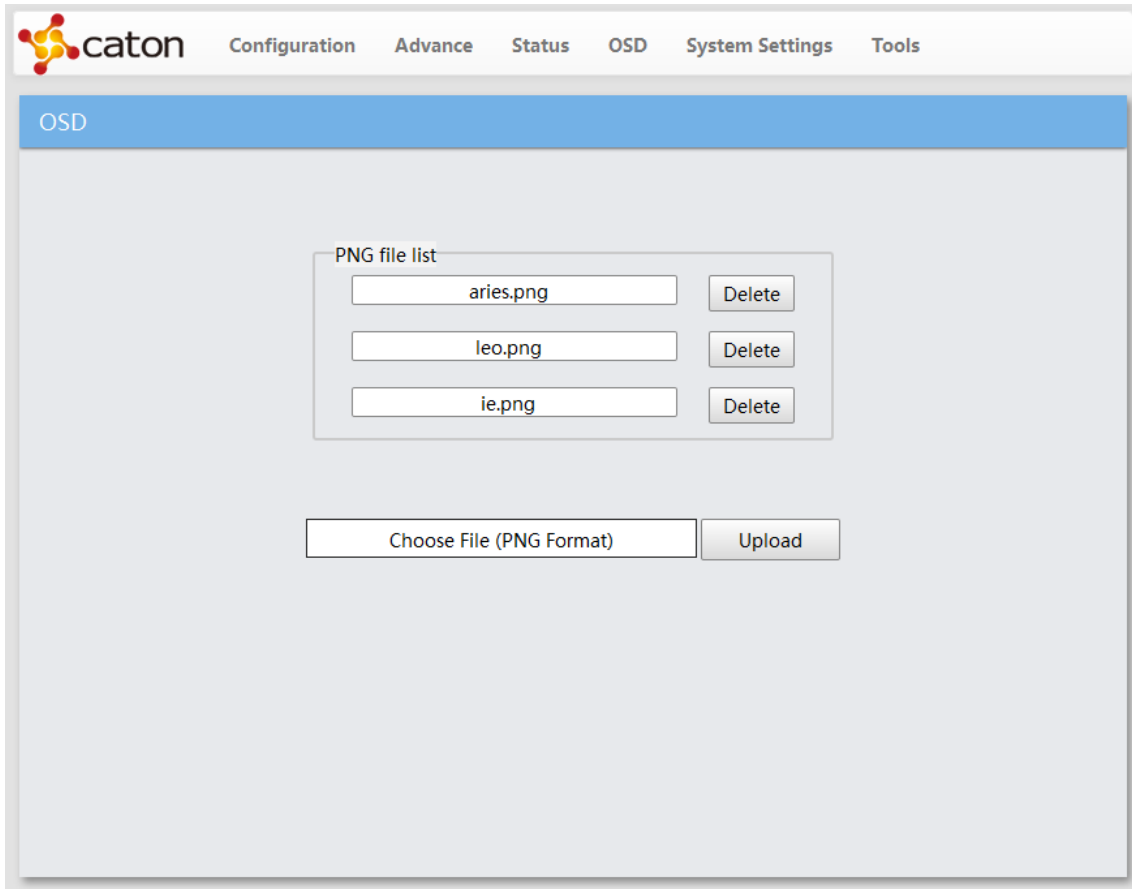 caton Configuration Advance Status OSD System Settings Tools
OSD
PNG file list
aries.png Delete
leo.png Delete
ie.png Delete
Choose File (PNG Format) Upload